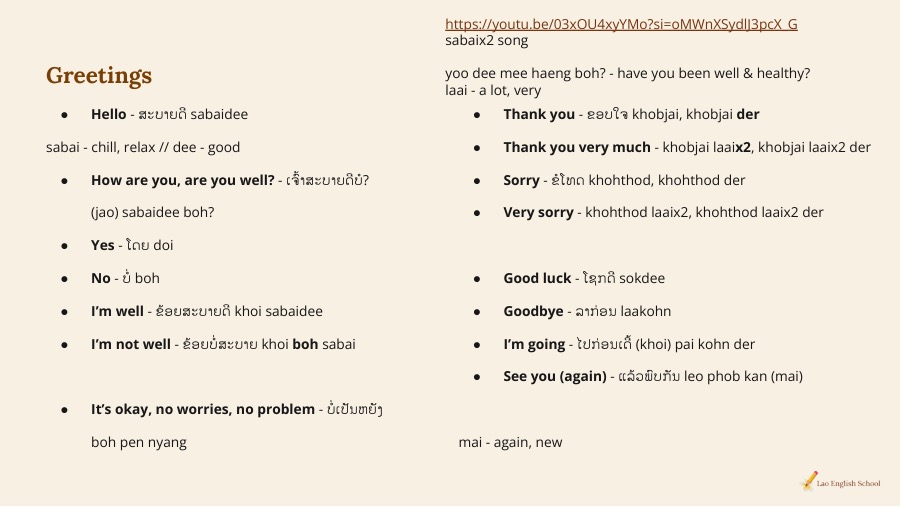 Greetings
● Hello - ສະບາຍດີ sabaidee
sabai - chill, relax // dee - good
● How are you, are you well? - ເຈົ້າສະບາຍດີບໍ?
(jao) sabaidee boh?
● Yes - ໂດຍ doi
● No - ບໍ່ boh
● I’m well - ຂ້ອຍສະບາຍດີ khoi sabaidee
● I’m not well - ຂ້ອຍບໍ່ສະບາຍ khoi boh sabai
● It’s okay, no worries, no problem - ບໍ່ເປັນຫຍັງ
boh pen nyang
https://youtu.be/03xOU4xyYMo?si=oMWnXSydlJ3pcX_G
sabaix2 song
yoo dee mee haeng boh? - have you been well & healthy?
laai - a lot, very
● Thank you - ຂອບໃຈ khobjai, khobjai der
● Thank you very much - khobjai laaix2, khobjai laaix2 der
● Sorry - ຂໍໂທດ khohthod, khohthod der
● Very sorry - khohthod laaix2, khohthod laaix2 der
● Good luck - ໂຊກດີ sokdee
● Goodbye - ລາກ່ອນ laakohn
● I’m going - ໄປກ່ອນເດີ້ (khoi) pai kohn der
● See you (again) - ແລ້ວພົບກັນ leo phob kan (mai)
mai - again, new
Lao English School